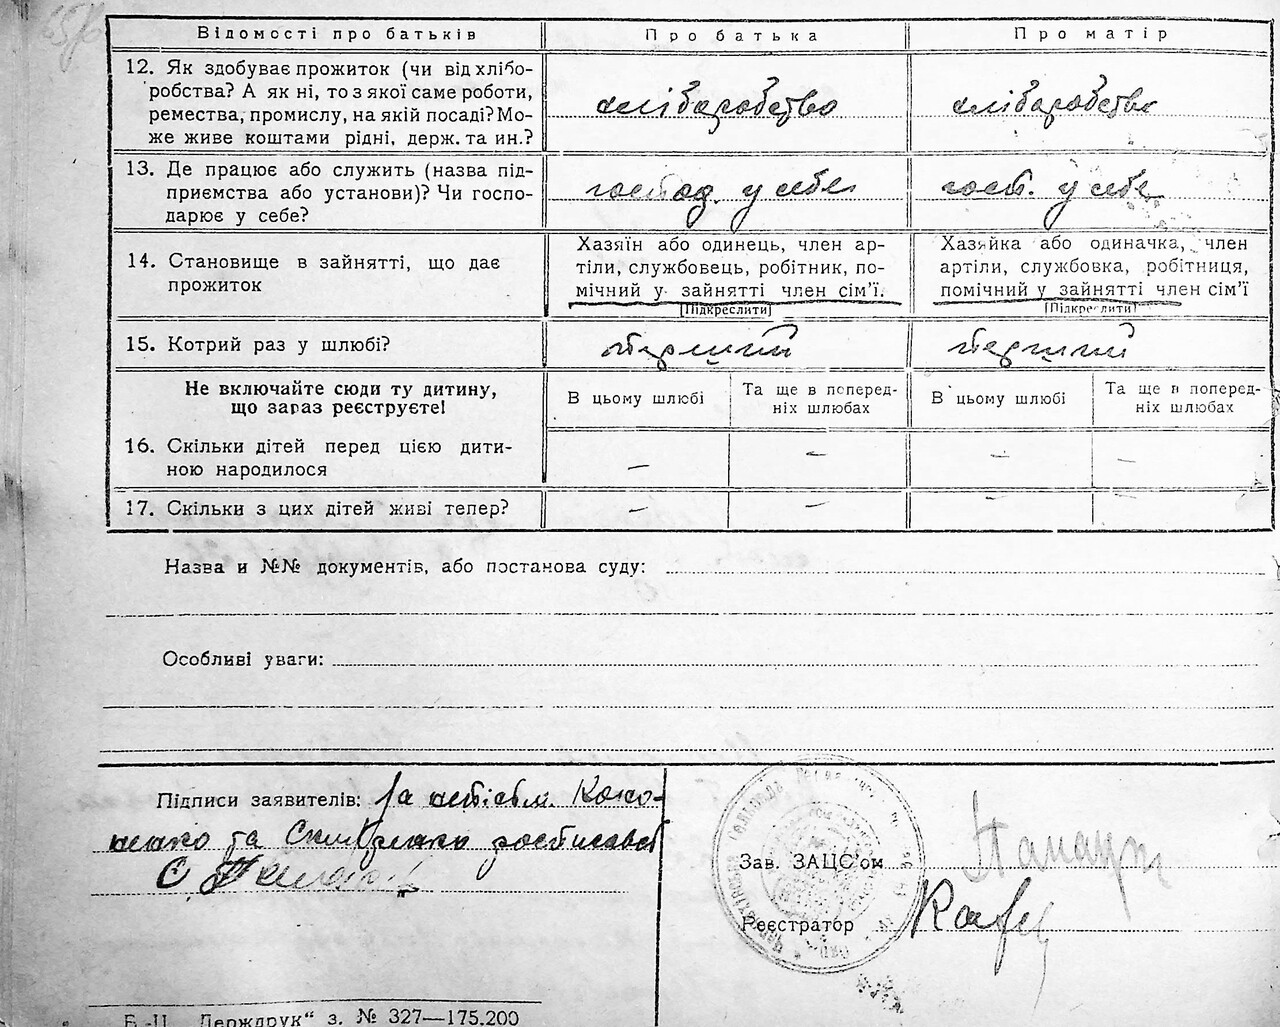 Відомості про батьків Про батька Про матір
12. Як здобуває прожиток (чи від хлібо-
робства? А як ні, то з якої саме роботи,
ремества, промислу, на якій посаді? Мо-
же живе коштами рідні, держ. та ин.?
хліборобство хліборобство
13. Де працює або служить (назва під-
приємства або установи)? Чи госпо-
дарює у себе?
господ. у себе госп. у себе
14. Становище в зайнятті, що дає
прожиток
Хазяїн або одинець, член ар-
тіли, службовець, робітник, по-
мічний у зайнятті член сім'ї.
(Підкреслити)
Хазяйка або одиначка, член
артіли, службовка, робітниця,
помічний у зайнятті член сім'ї
(Підкреслити)
15. Котрий раз у шлюбі?
перший перший
Не включайте сюди ту дитину,
що зараз реєструєте!
В цьому шлюбі
Та ще в поперед-
ніх шлюбах
В цьому шлюбі
Та ще в поперед-
ніх шлюбах
16. Скільки дітей перед цією дити-
ною народилося
— — — —
17. Скільки з цих дітей живі тепер?
— — — —
Назва и №№ документів, або постанова суду:
Особливі уваги:
Підписи заявителів: За
та
С.
Зав. ЗАЦС'ом
Реєстратор
Держдрук“ з. № 327—175.200